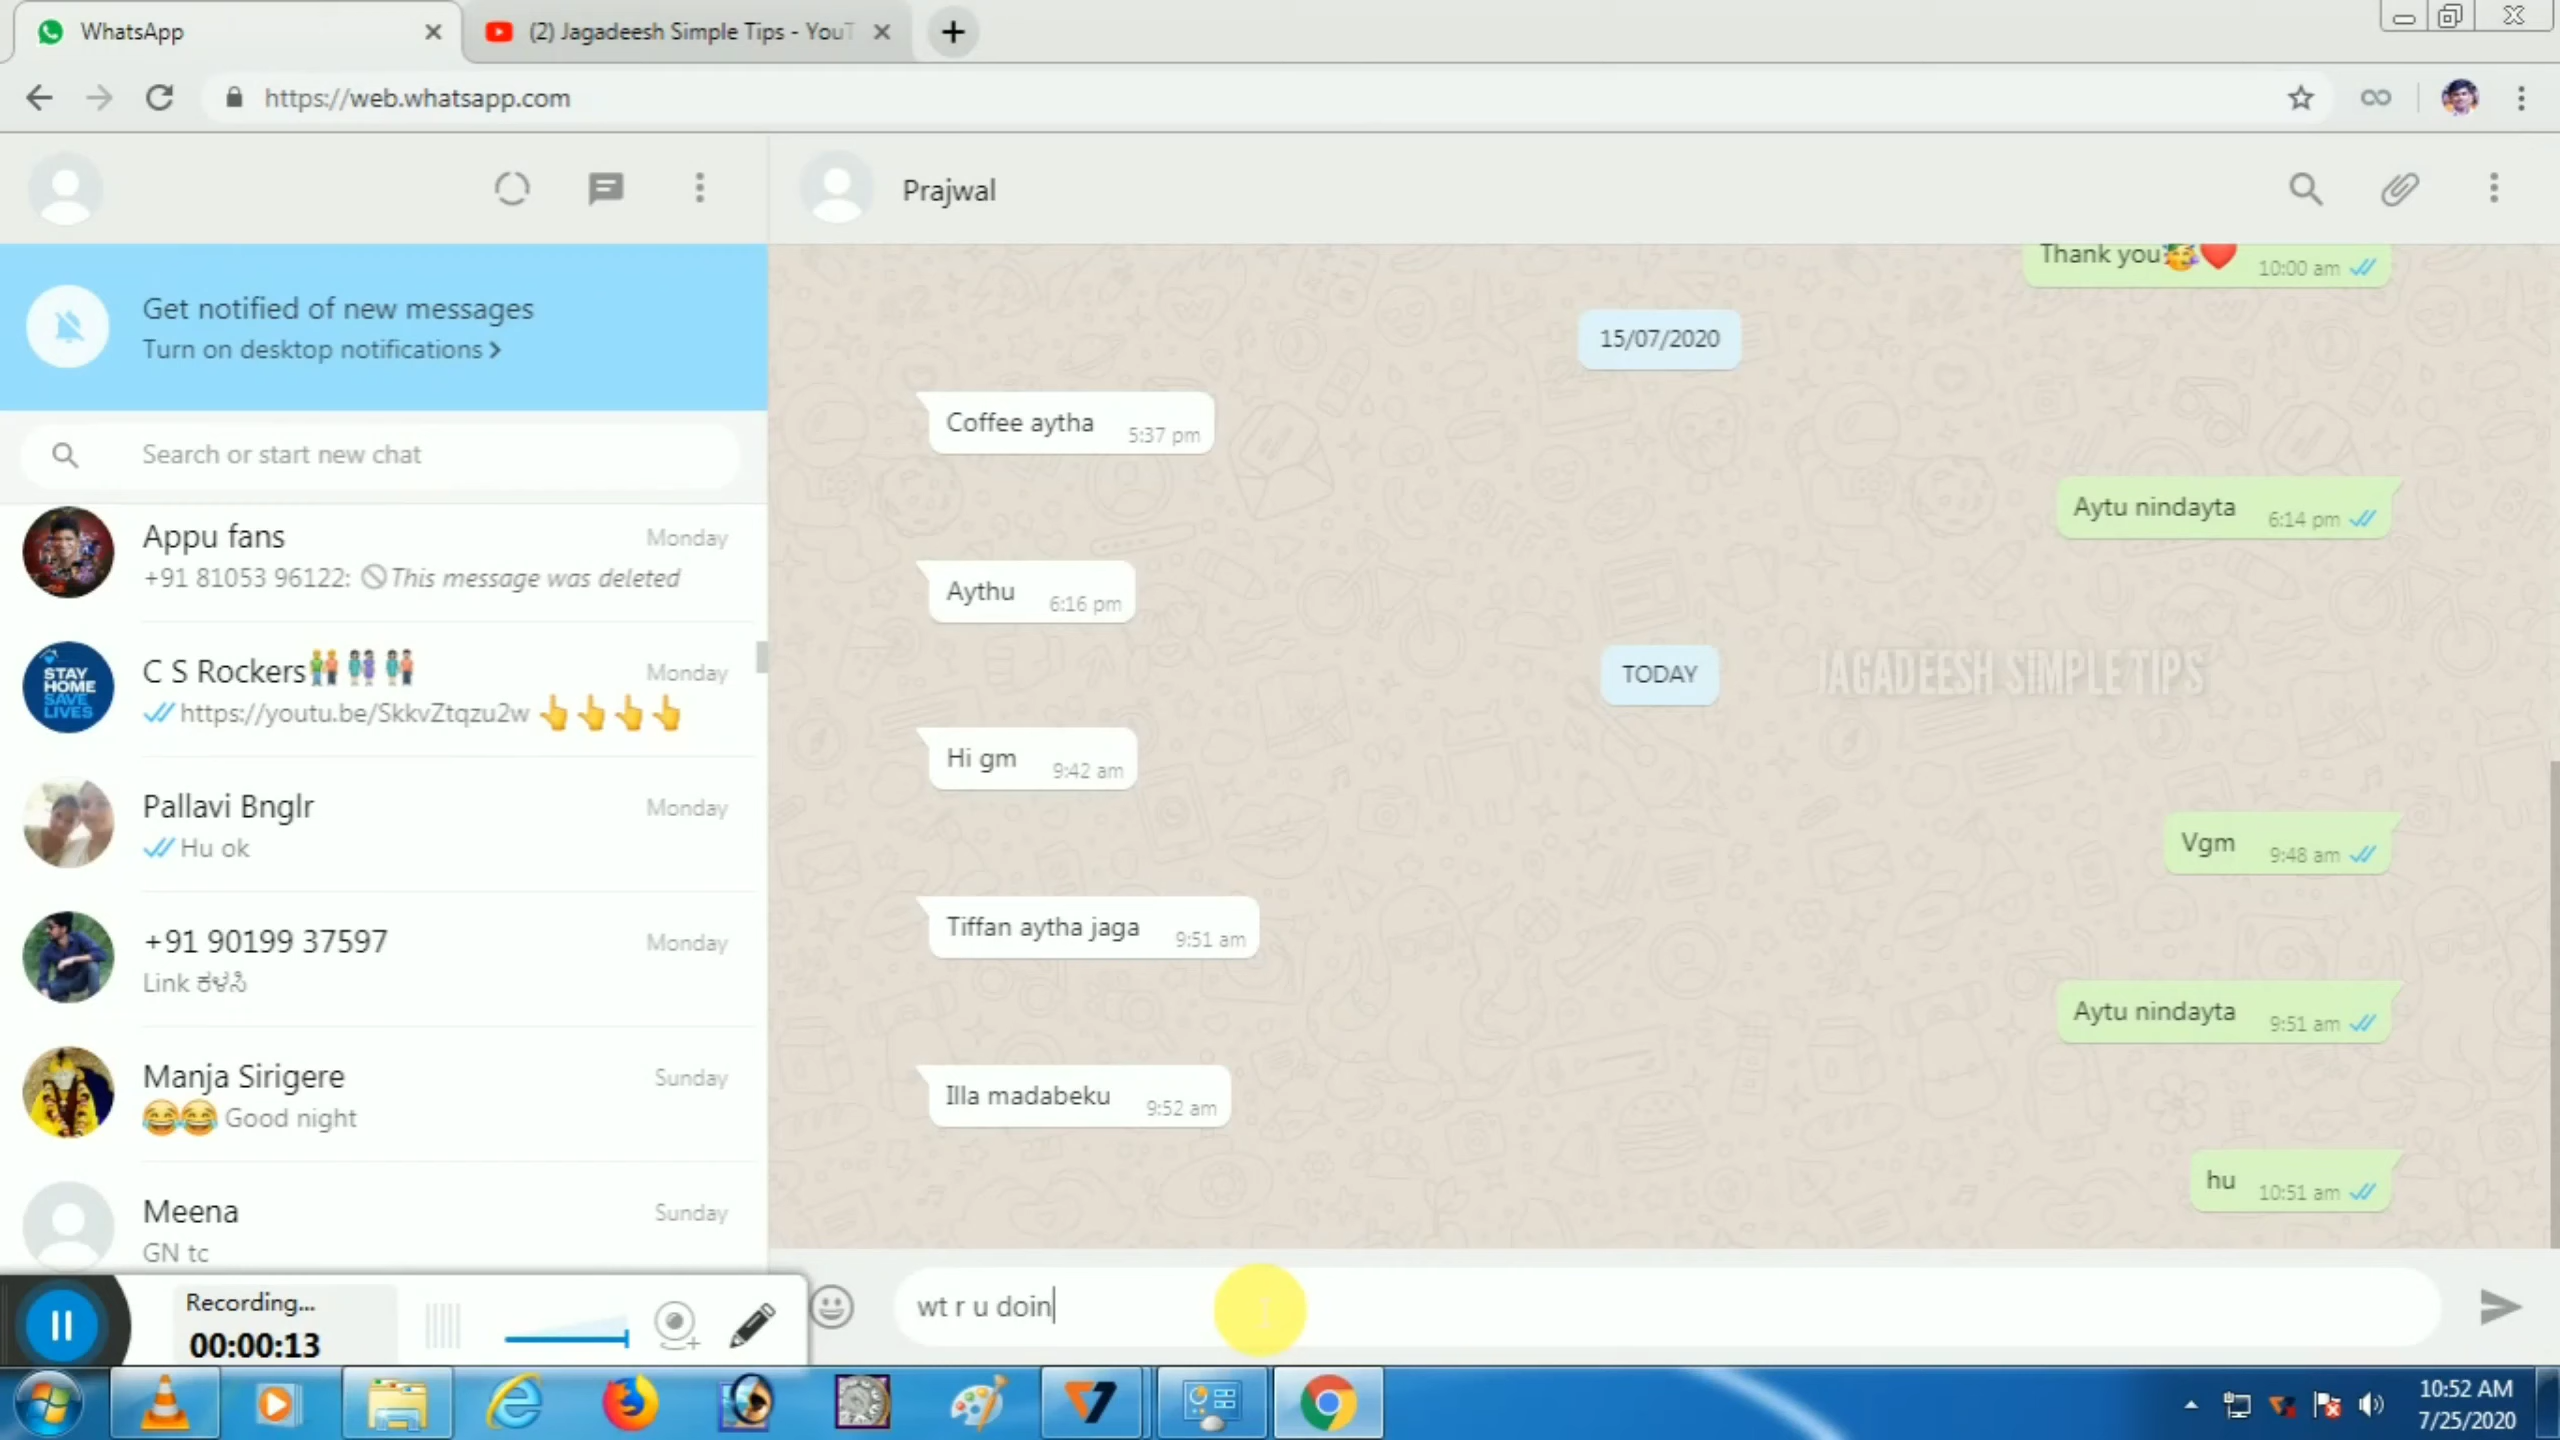 WhatsApp
(2) Jagadeesh Simple Tips - YouT
https://web.whatsapp.com
Prajwal
Get notified of new messages
Turn on desktop notifications >
Search or start new chat
Appu fans
Monday
+91 81053 96122: 🚫This message was deleted
STAY HOME SAVE LIVES
C S Rockers
Monday
https://youtu.be/SkkvZtqzu2w 👆👆👆👆
Pallavi Bnglr
Monday
Hu ok
+91 90199 37597
Monday
Link ಕಳಿಸಿ
Manja Sirigere
Sunday
😂😂 Good night
Meena
Sunday
GN tc
Thank you🥳❤️ 10:00 am
15/07/2020
Coffee aytha 5:37 pm
Aytu nindayta 6:14 pm
Aythu 6:16 pm
TODAY
JAGADEESH SIMPLE TIPS
Hi gm 9:42 am
Vgm 9:48 am
Tiffan aytha jaga 9:51 am
Aytu nindayta 9:51 am
Illa madabeku 9:52 am
hu 10:51 am
wt r u doin
Recording...
00:00:13
10:52 AM
7/25/2020